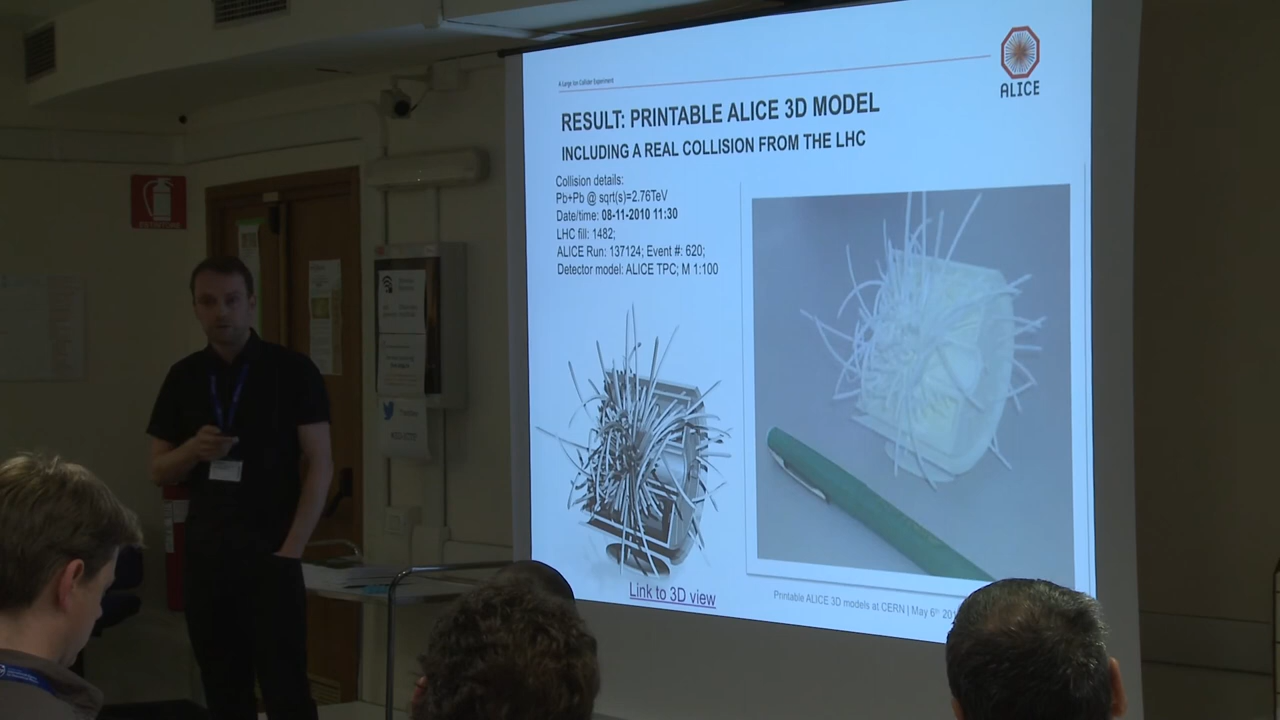 A Large Ion Collider Experiment
ALICE
RESULT: PRINTABLE ALICE 3D MODEL
INCLUDING A REAL COLLISION FROM THE LHC
Collision details:
Pb+Pb @ sqrt(s)=2.76TeV
Date/time: 08-11-2010 11:30
LHC fill: 1482;
ALICE Run: 137124; Event #: 620;
Detector model: ALICE TPC; M 1:100
Link to 3D view
Printable ALICE 3D models at CERN | May 6th